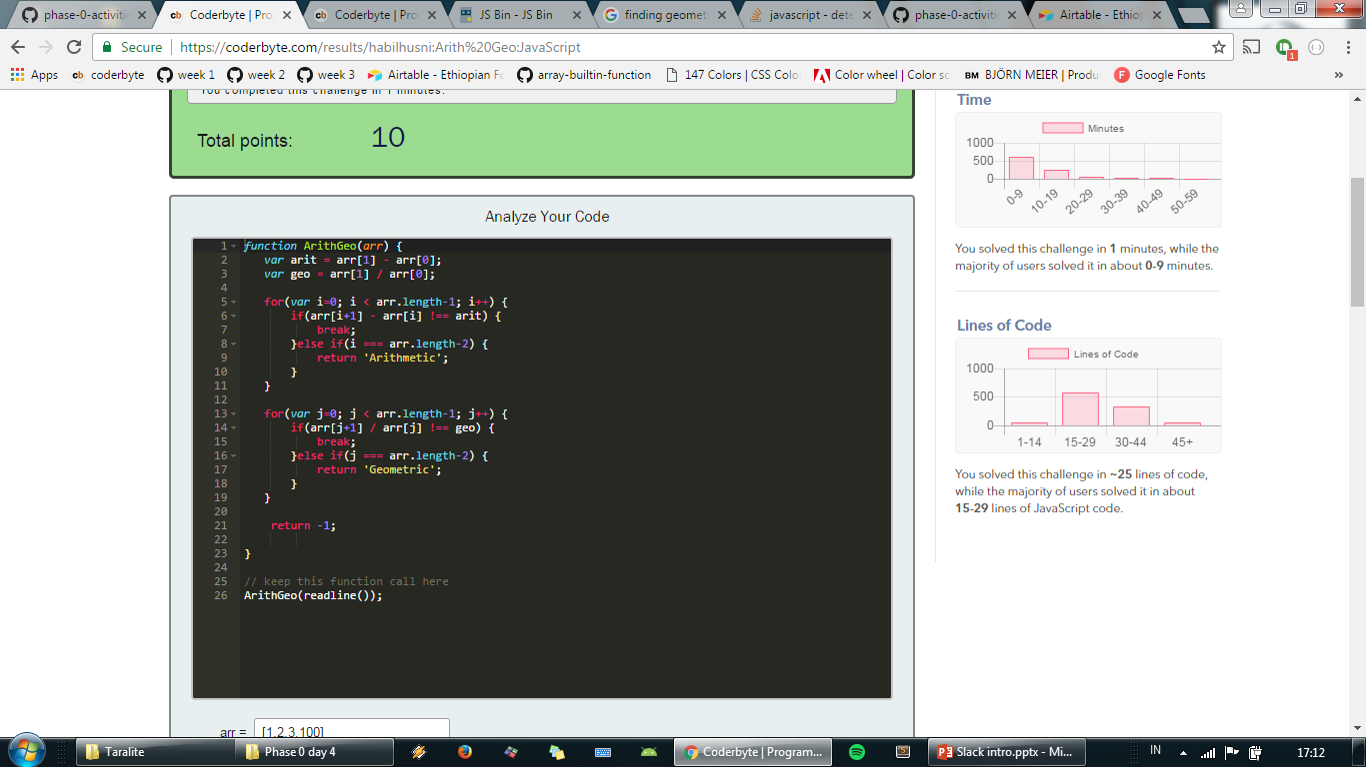 phase-0-activiti
Coderbyte | Pro
Coderbyte | Pro
JS Bin - JS Bin
finding geomet
javascript - dete
phase-0-activiti
Airtable - Ethiop
Secure
https://coderbyte.com/results/habilhusni:Arith%20Geo:JavaScript
Apps
coderbyte
week 1
week 2
week 3
Airtable - Ethiopian Fo
array-builtin-function
147 Colors | CSS Colo
Color wheel | Color sc
BM BJÖRN MEIER | Produ
Google Fonts
»
You completed this challenge in 1 minutes.
Total points: 10
Analyze Your Code
1 function ArithGeo(arr) {
2 var arit = arr[1] - arr[0];
3 var geo = arr[1] / arr[0];
4
5 for(var i=0; i < arr.length-1; i++) {
6 if(arr[i+1] - arr[i] !== arit) {
7 break;
8 }else if(i === arr.length-2) {
9 return 'Arithmetic';
10 }
11 }
12
13 for(var j=0; j < arr.length-1; j++) {
14 if(arr[j+1] / arr[j] !== geo) {
15 break;
16 }else if(j === arr.length-2) {
17 return 'Geometric';
18 }
19 }
20
21 return -1;
22
23 }
24
25 // keep this function call here
26 ArithGeo(readline());
arr = [1,2,3,100]
Time
Minutes
1000
500
0
0-9
10-19
20-29
30-39
40-49
50-59
You solved this challenge in 1 minutes, while the
majority of users solved it in about 0-9 minutes.
Lines of Code
Lines of Code
1000
500
0
1-14
15-29
30-44
45+
You solved this challenge in ~25 lines of code,
while the majority of users solved it in about
15-29 lines of JavaScript code.
Taralite
Phase 0 day 4
Coderbyte | Program...
Slack intro.pptx - Mi...
IN
17:12